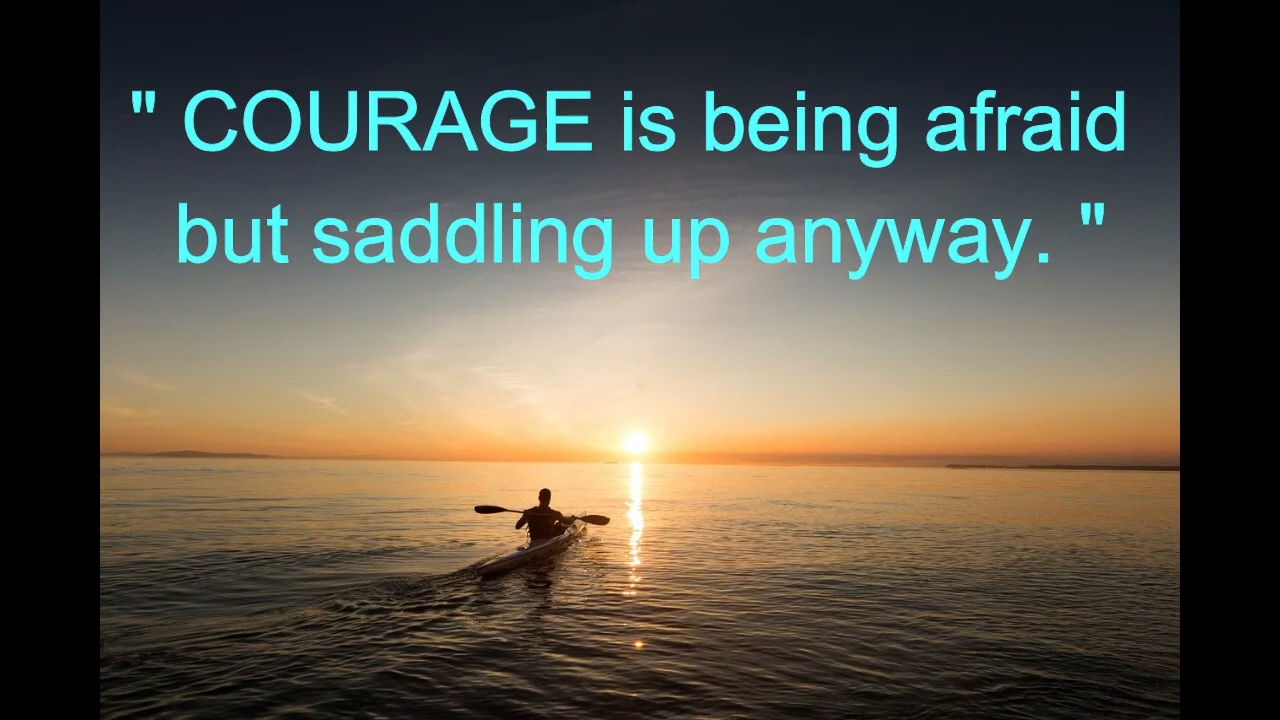 " COURAGE is being afraid
but saddling up anyway. "